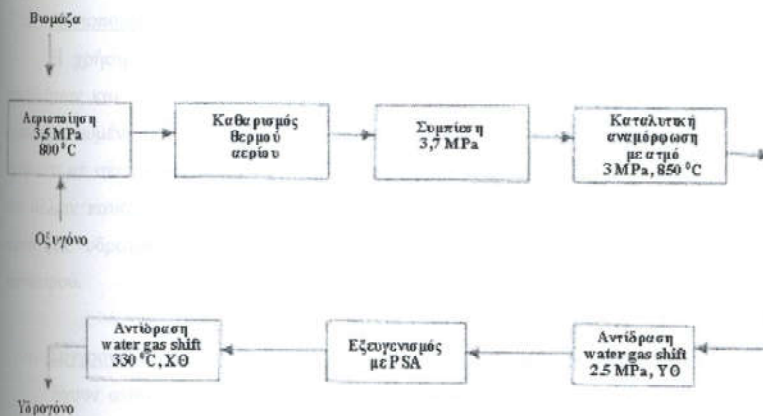 Βιομάζα
Αεριοποίηση
3,5 MPa
800 °C
Καθαρισμός
θερμού
αερίου
Συμπίεση
3,7 MPa
Καταλυτική
αναμόρφωση
με ατμό
3 MPa, 850 °C
Οξυγόνο
Αντίδραση
water gas shift
2.5 MPa, ΥΘ
Εξευγενισμός
με PSA
Αντίδραση
water gas shift
330 °C, ΧΘ
Υδρογόνο